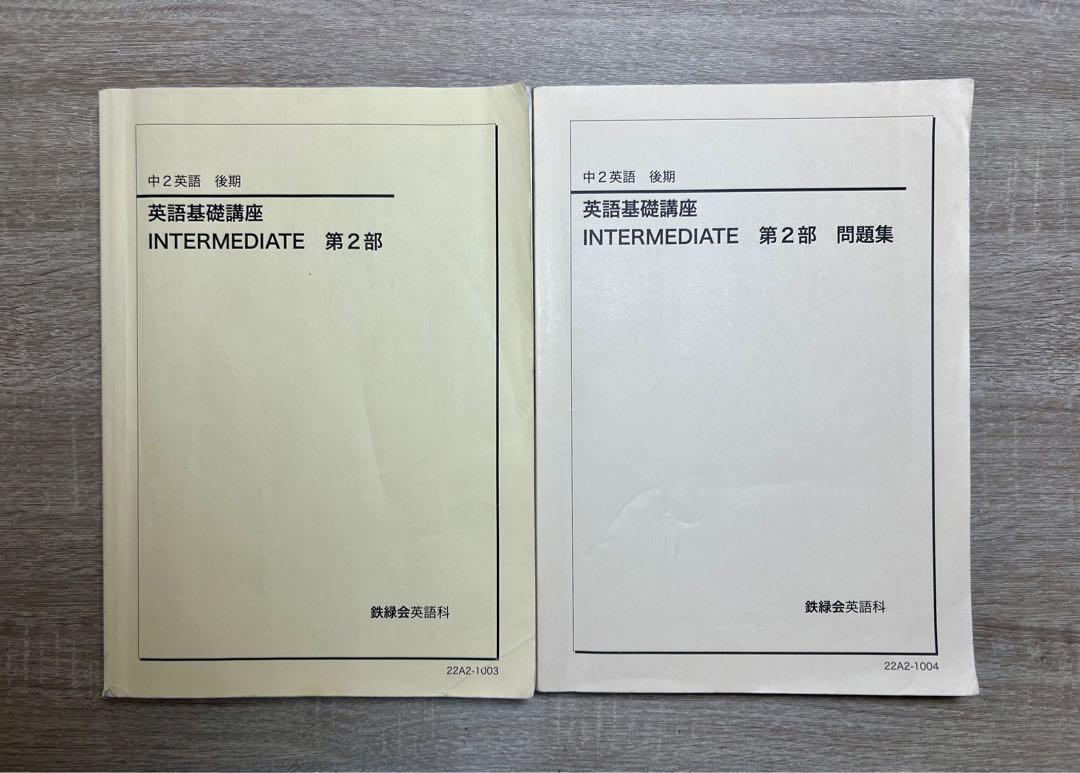 中2英語 後期
英語基礎講座
INTERMEDIATE 第2部
鉄緑会英語科
22A2-1003
中2英語 後期
英語基礎講座
INTERMEDIATE 第2部 問題集
鉄緑会英語科
22A2-1004